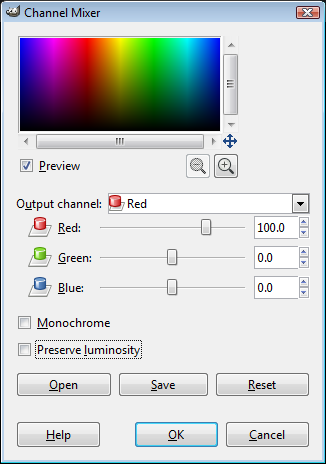 Channel Mixer
Preview
Output channel: Red
Red: 100.0
Green: 0.0
Blue: 0.0
Monochrome
Preserve luminosity
Open Save Reset
Help OK Cancel